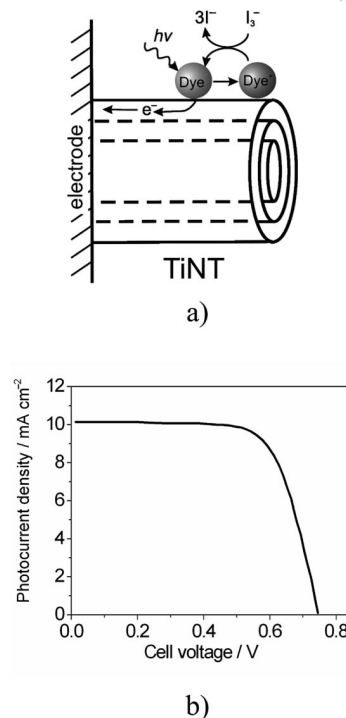 3I⁻ I₃⁻
hν
Dye Dye*
e⁻
electrode
TiNT
a)
12
10
8
6
4
2
0
Photocurrent density / mA cm⁻²
0.0 0.2 0.4 0.6 0.8
Cell voltage / V
b)